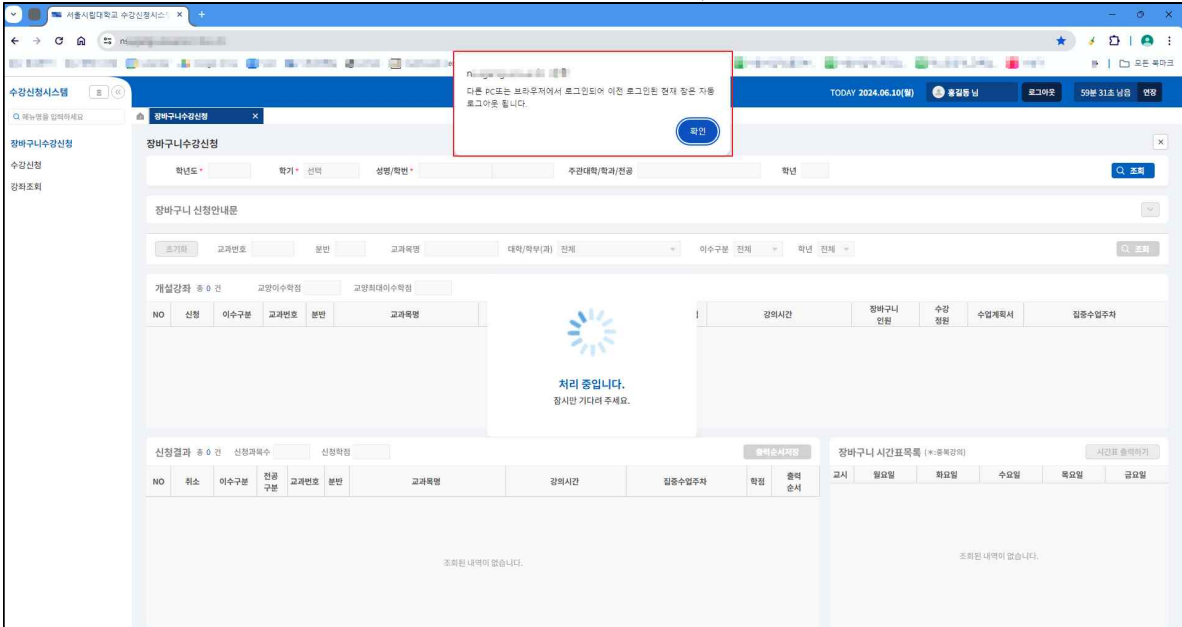 서울시립대학교 수강신청시스
다른 PC또는 브라우저에서 로그인되어 이전 로그인된 현재 창은 자동
로그아웃 됩니다.
확인
모든 북마크
수강신청시스템
TODAY 2024.06.10(월) 홍길동 님 로그아웃 59분 31초 남음 연장
메뉴명을 입력하세요
장바구니수강신청
장바구니수강신청
수강신청
강좌조회
장바구니수강신청
학년도* 학기* 선택 성명/학번* 주관대학/학과/전공 학년 조회
장바구니 신청안내문
초기화 교과번호 분반 교과목명 대학/학부(과) 전체 이수구분 전체 학년 전체 조회
개설강좌 총 0 건 교양이수학점 교양최대이수학점
NO 신청 이수구분 교과번호 분반 교과목명 강의시간 장바구니 인원 수강 정원 수업계획서 집중수업주차
처리 중입니다.
잠시만 기다려 주세요.
신청결과 총 0 건 신청과목수 신청학점 출력순서저장
NO 취소 이수구분 전공 구분 교과번호 분반 교과목명 강의시간 집중수업주차 학점 출력 순서
조회된 내역이 없습니다.
장바구니 시간표목록 (*:중복강의) 시간표 출력하기
교시 월요일 화요일 수요일 목요일 금요일
조회된 내역이 없습니다.